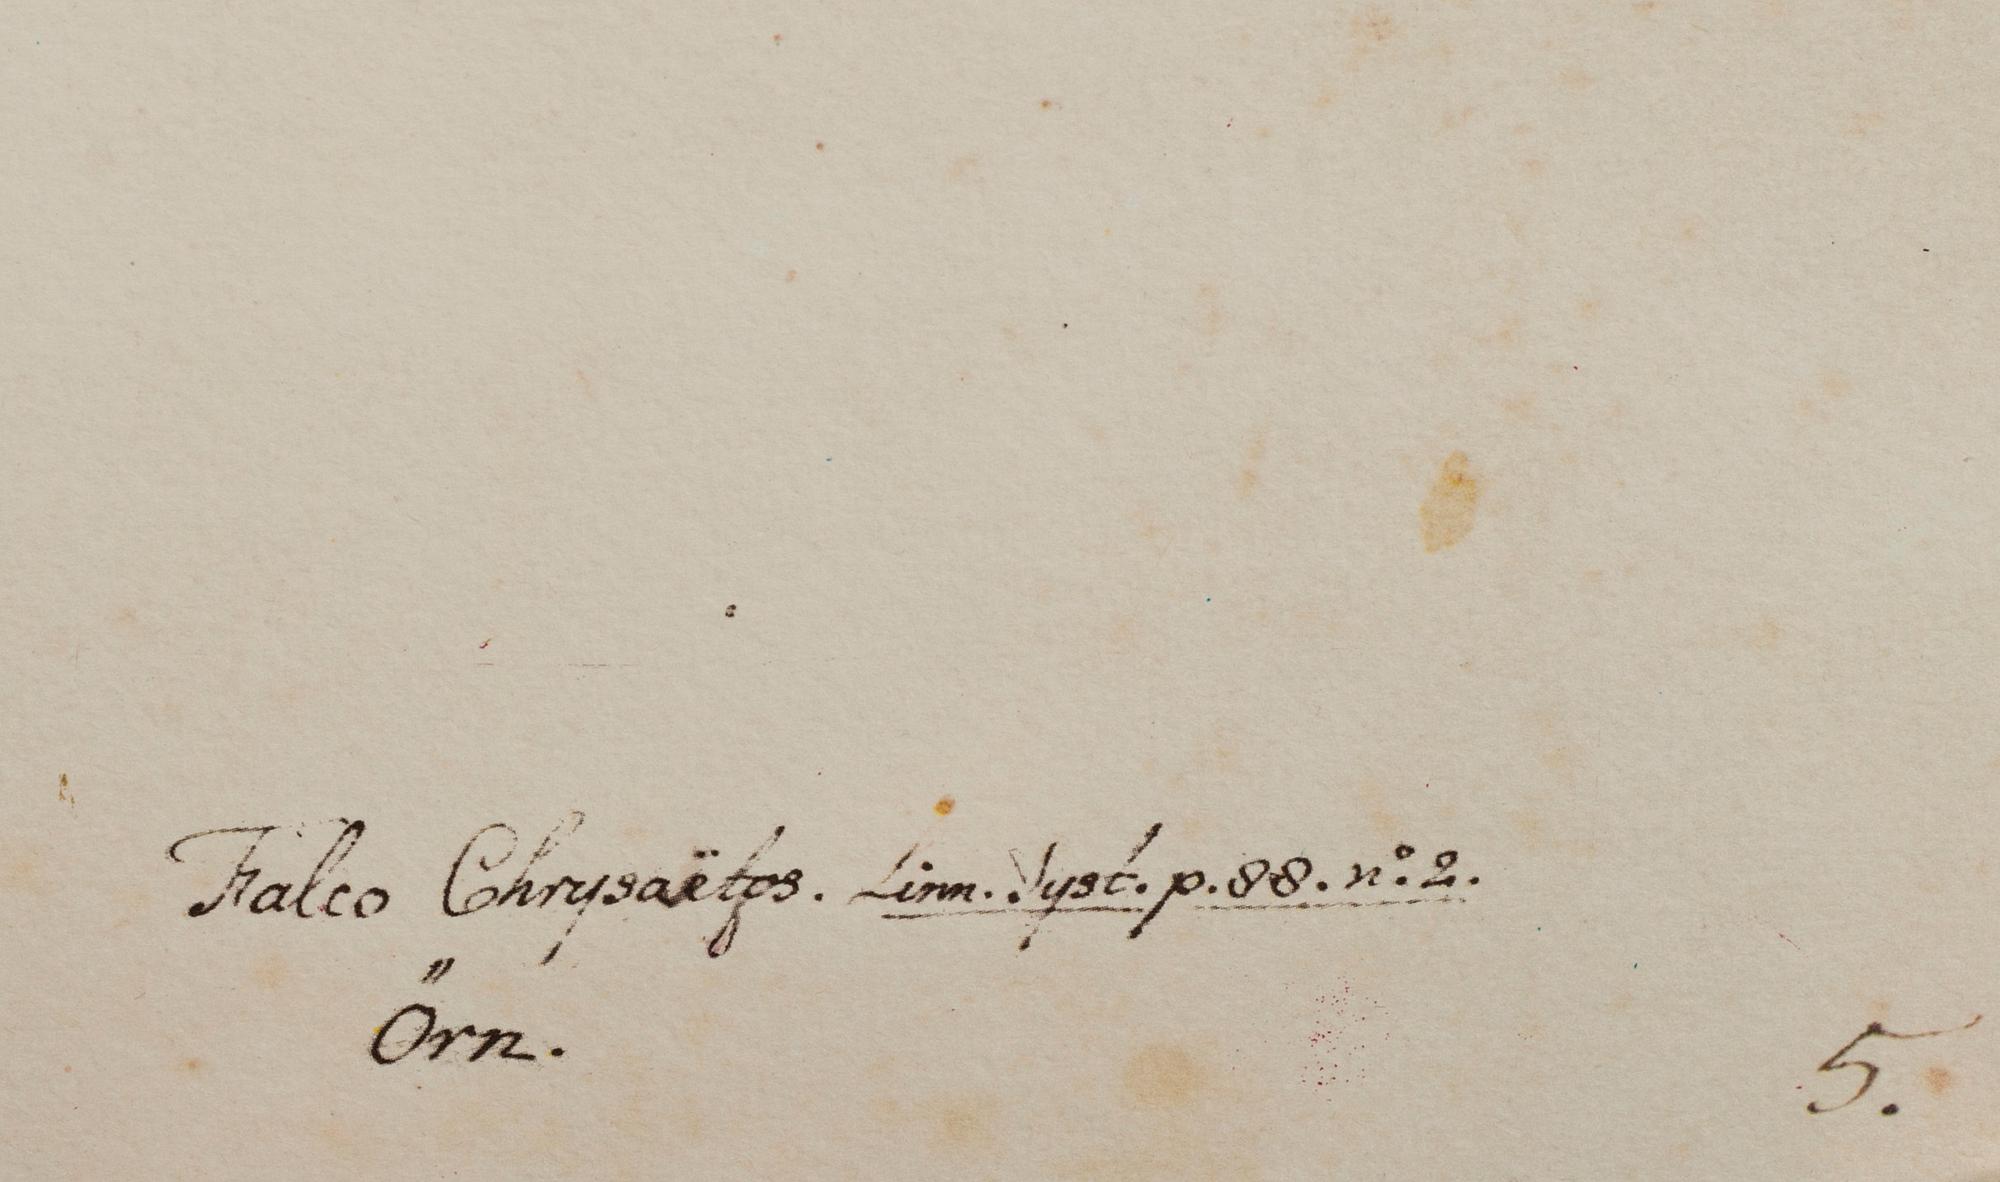 Falco Chrysaëtos. Linn. Syst. p. 88. n:o 2.
Örn.
5.